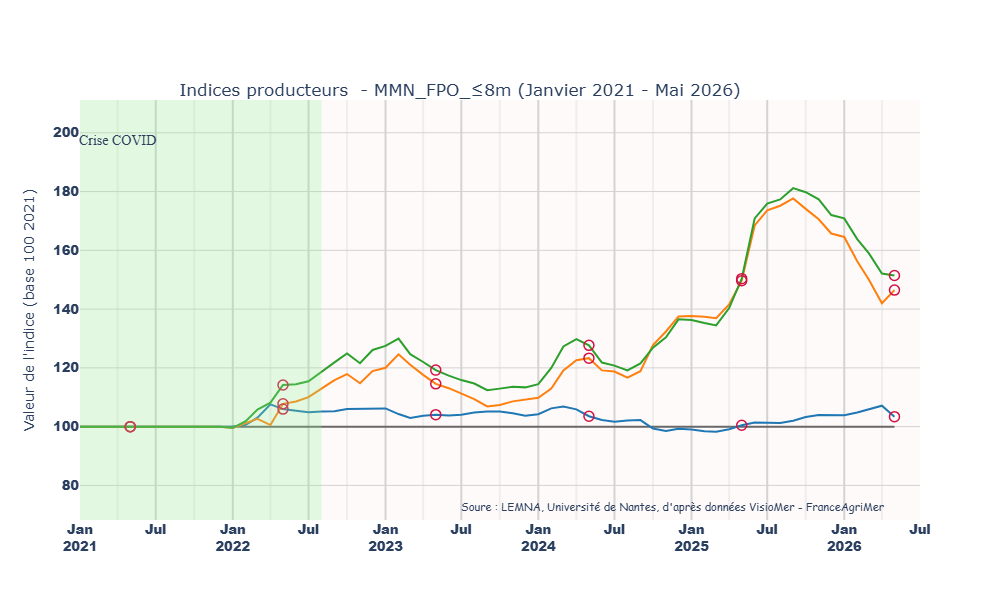 Indices producteurs - MMN_FPO_≤8m (Janvier 2021 - Mai 2026)
Valeur de l'indice (base 100 2021)
200
180
160
140
120
100
80
Crise COVID
Soure : LEMNA, Université de Nantes, d'après données VisioMer - FranceAgriMer
Jan Jul Jan Jul Jan Jul Jan Jul Jan Jul Jan Jul
2021 2022 2023 2024 2025 2026